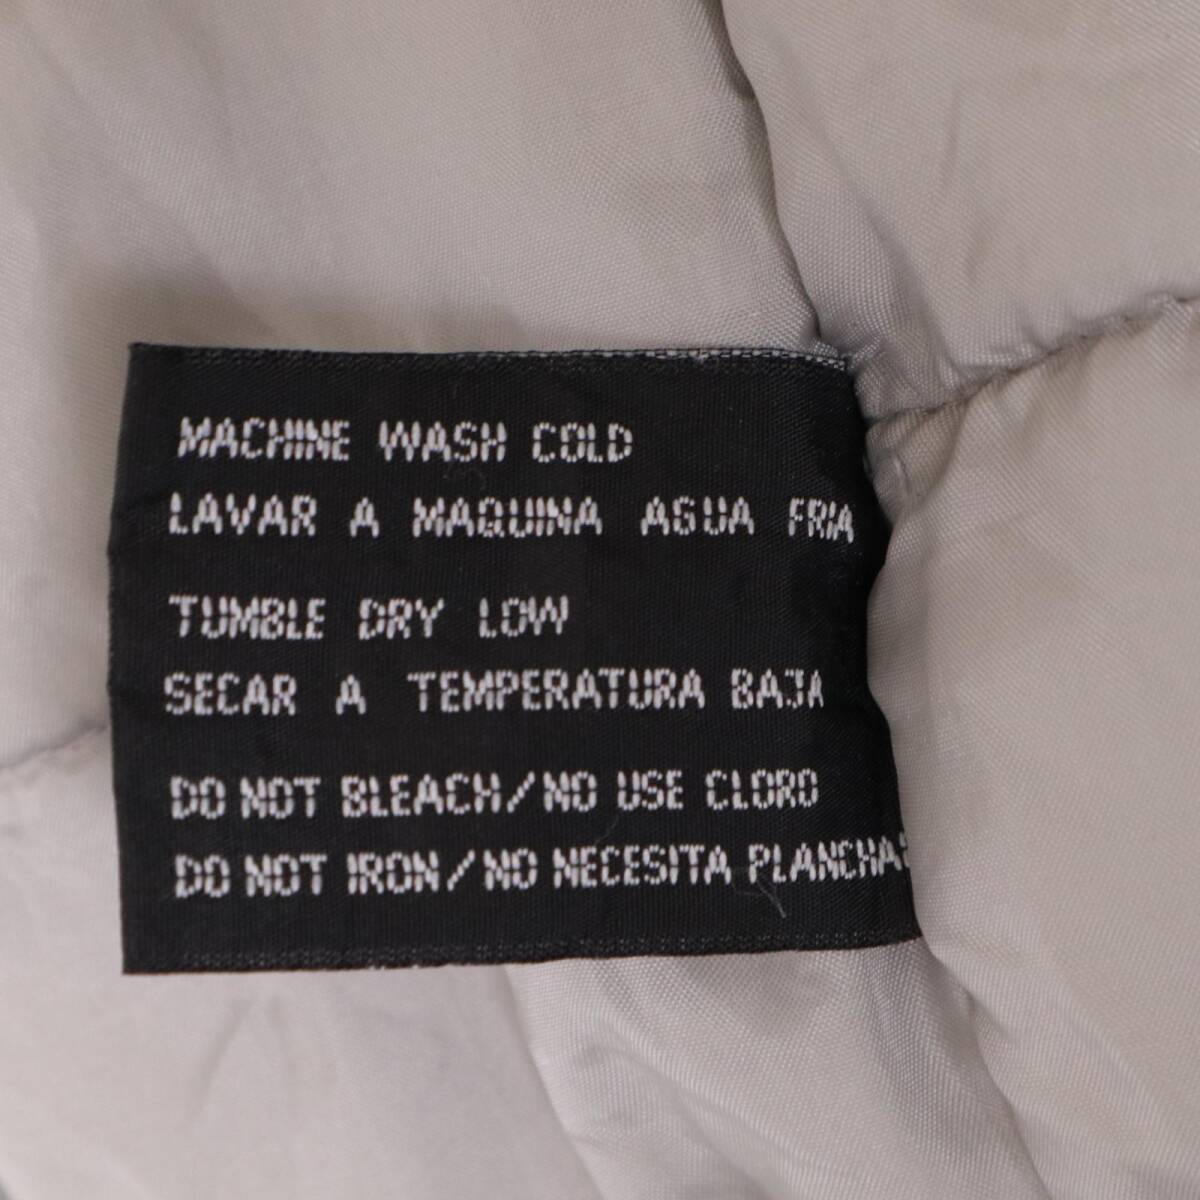 MACHINE WASH COLD
LAVAR A MAQUINA AGUA FRIA
TUMBLE DRY LOW
SECAR A TEMPERATURA BAJA
DO NOT BLEACH/NO USE CLORO
DO NOT IRON/NO NECESITA